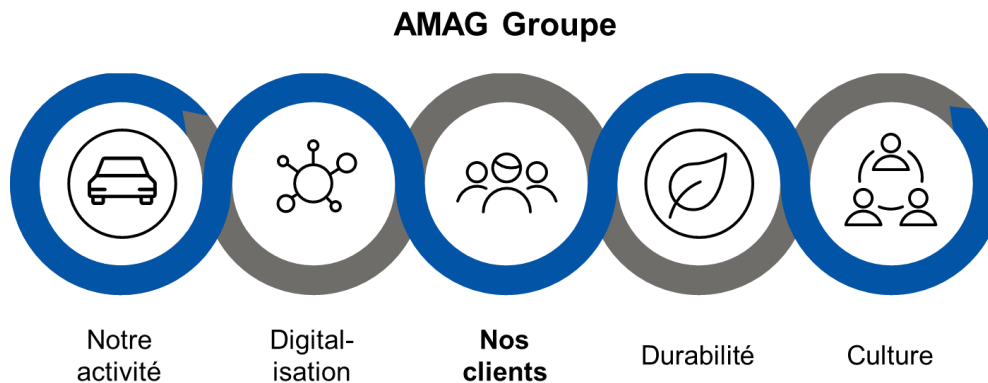 AMAG Groupe
Notre
activité
Digital-
isation
Nos
clients
Durabilité
Culture